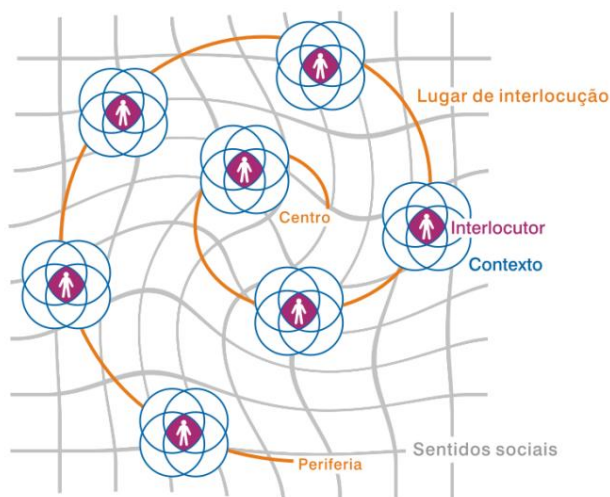 Lugar de interlocução
Centro
Interlocutor
Contexto
Sentidos sociais
Periferia